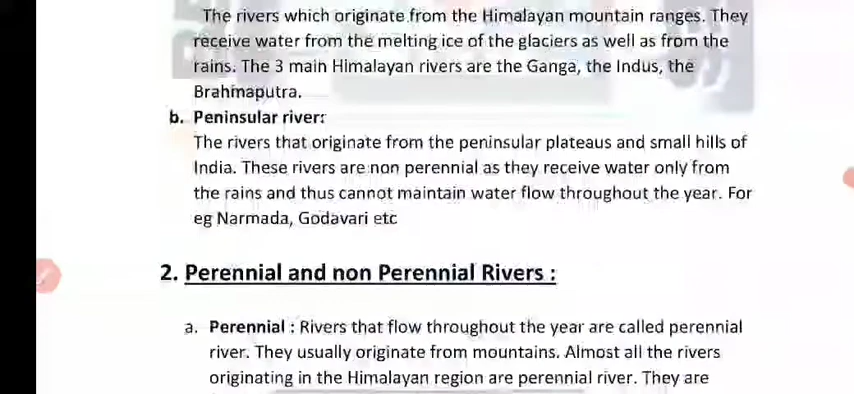 The rivers which originate from the Himalayan mountain ranges. They
receive water from the melting ice of the glaciers as well as from the
rains. The 3 main Himalayan rivers are the Ganga, the Indus, the
Brahmaputra.
b. Peninsular river:
The rivers that originate from the peninsular plateaus and small hills of
India. These rivers are non perennial as they receive water only from
the rains and thus cannot maintain water flow throughout the year. For
eg Narmada, Godavari etc
2. Perennial and non Perennial Rivers :
a. Perennial : Rivers that flow throughout the year are called perennial
river. They usually originate from mountains. Almost all the rivers
originating in the Himalayan region are perennial river. They are